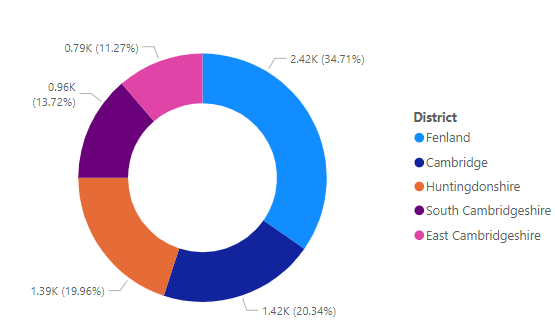 0.79K (11.27%)
2.42K (34.71%)
0.96K
(13.72%)
District
Fenland
Cambridge
Huntingdonshire
South Cambridgeshire
East Cambridgeshire
1.39K (19.96%)
1.42K (20.34%)